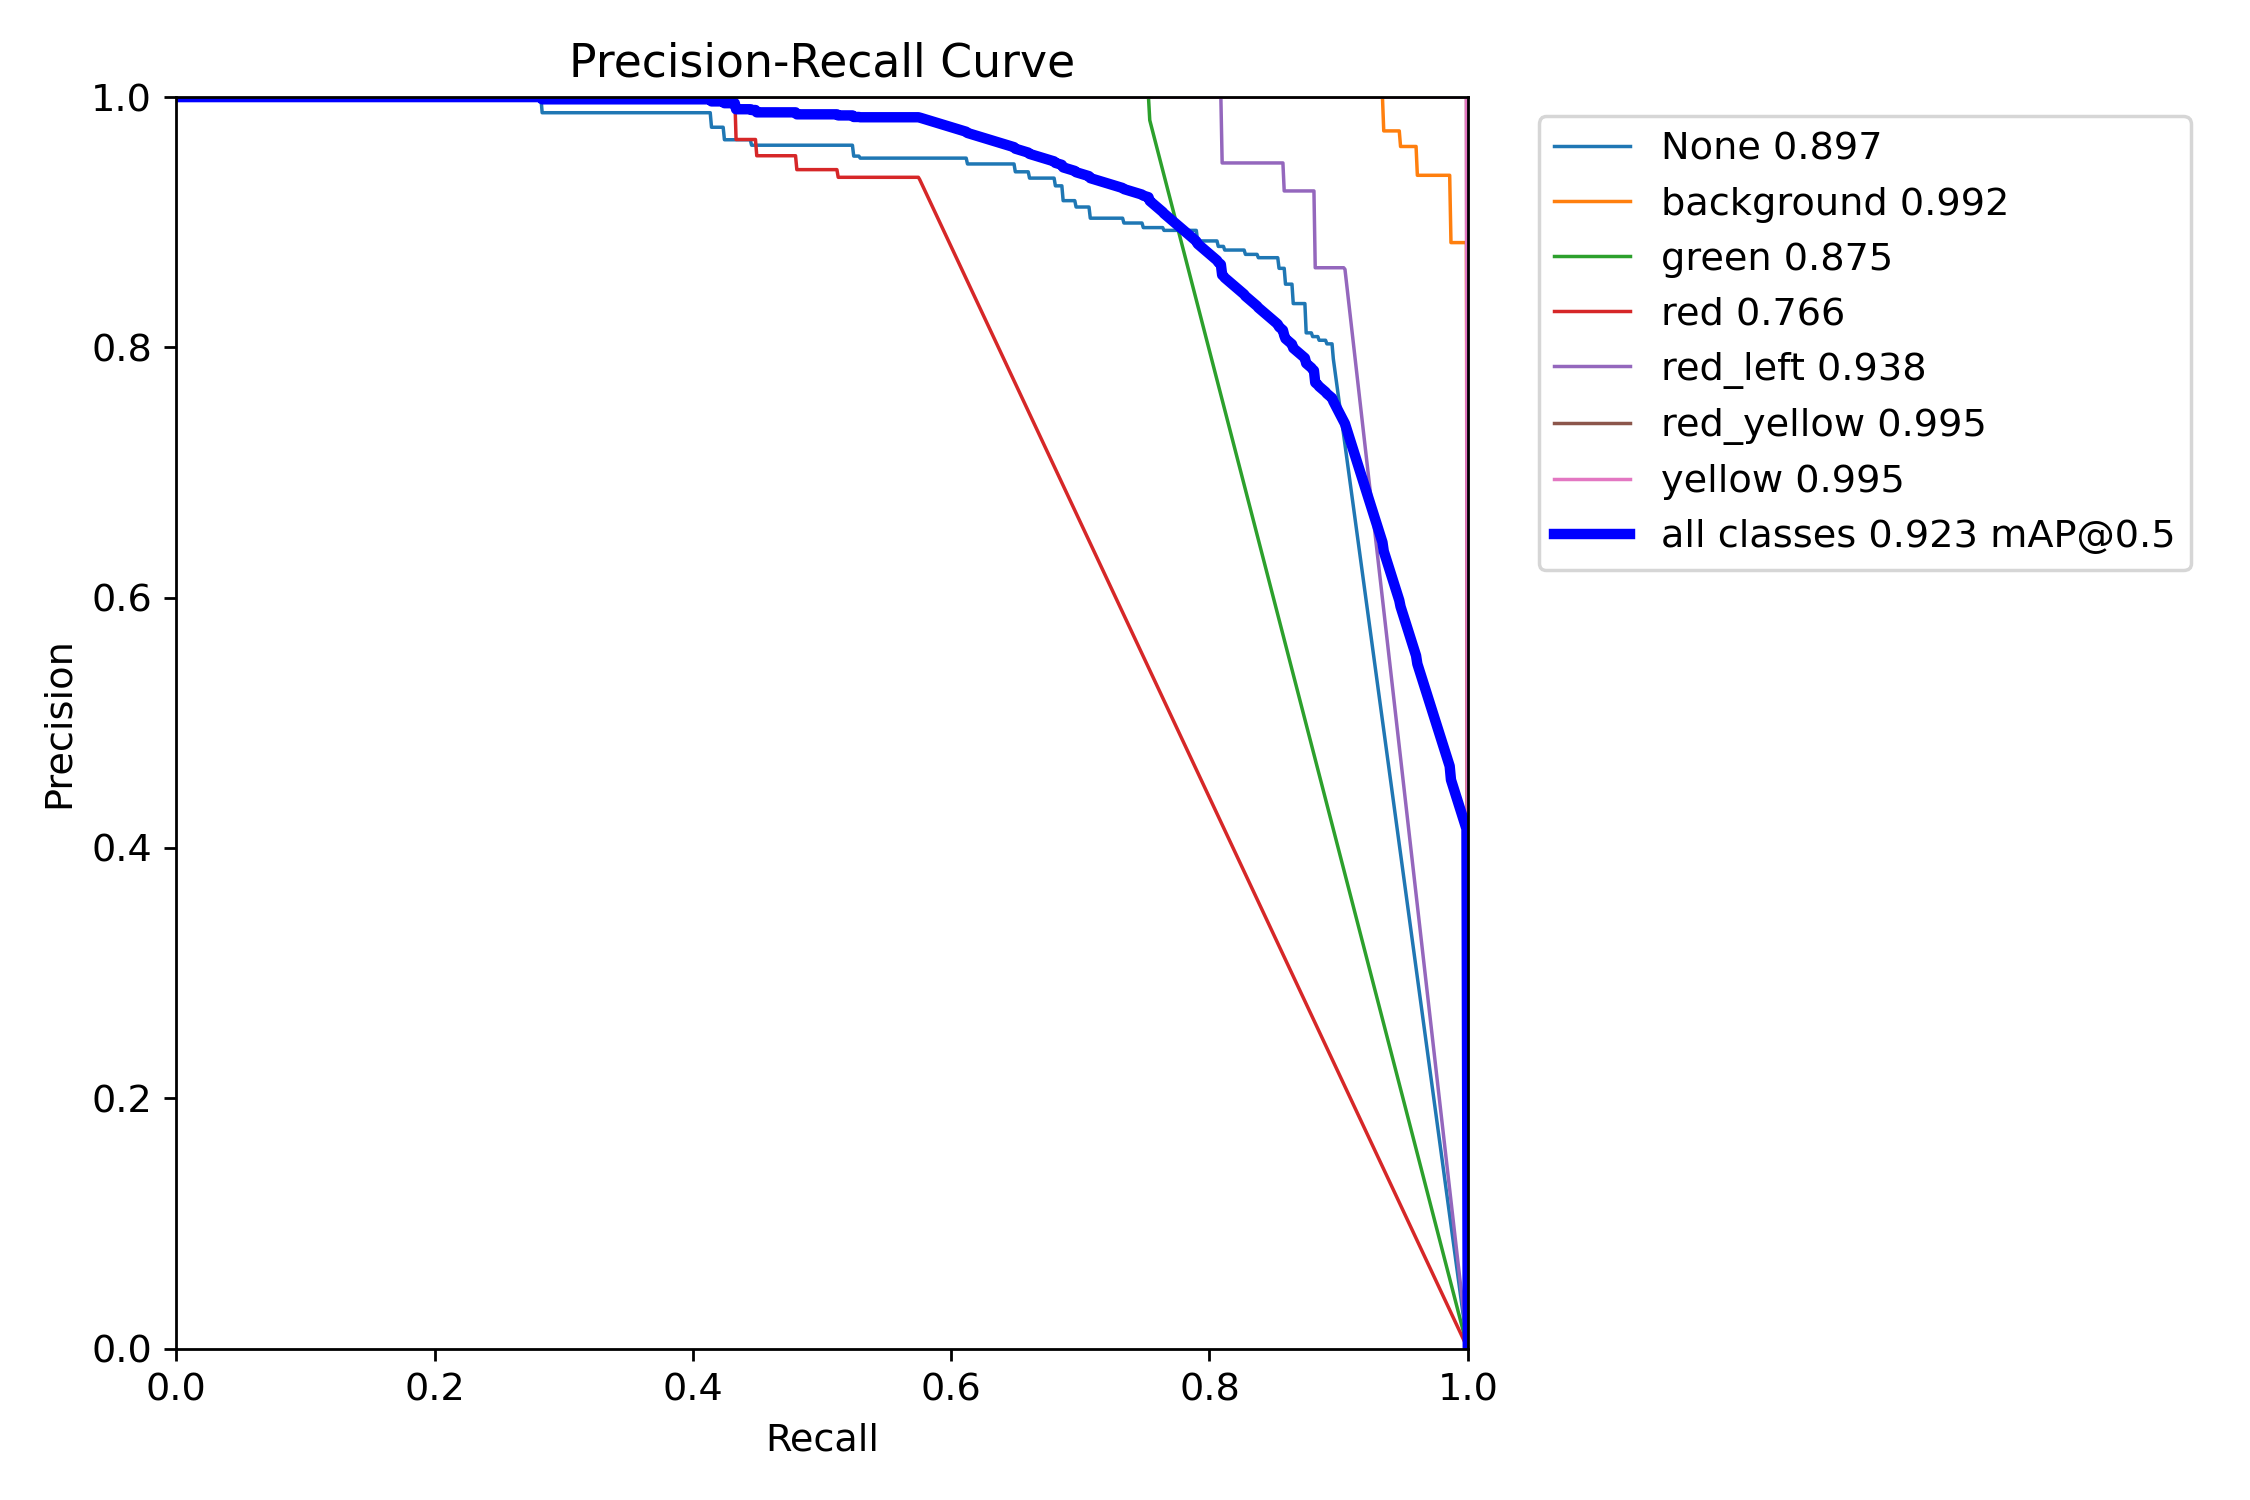 Precision-Recall Curve
1.0
0.8
0.6
0.4
0.2
0.0
Precision
0.0 0.2 0.4 0.6 0.8 1.0
Recall
None 0.897
background 0.992
green 0.875
red 0.766
red_left 0.938
red_yellow 0.995
yellow 0.995
all classes 0.923 mAP@0.5